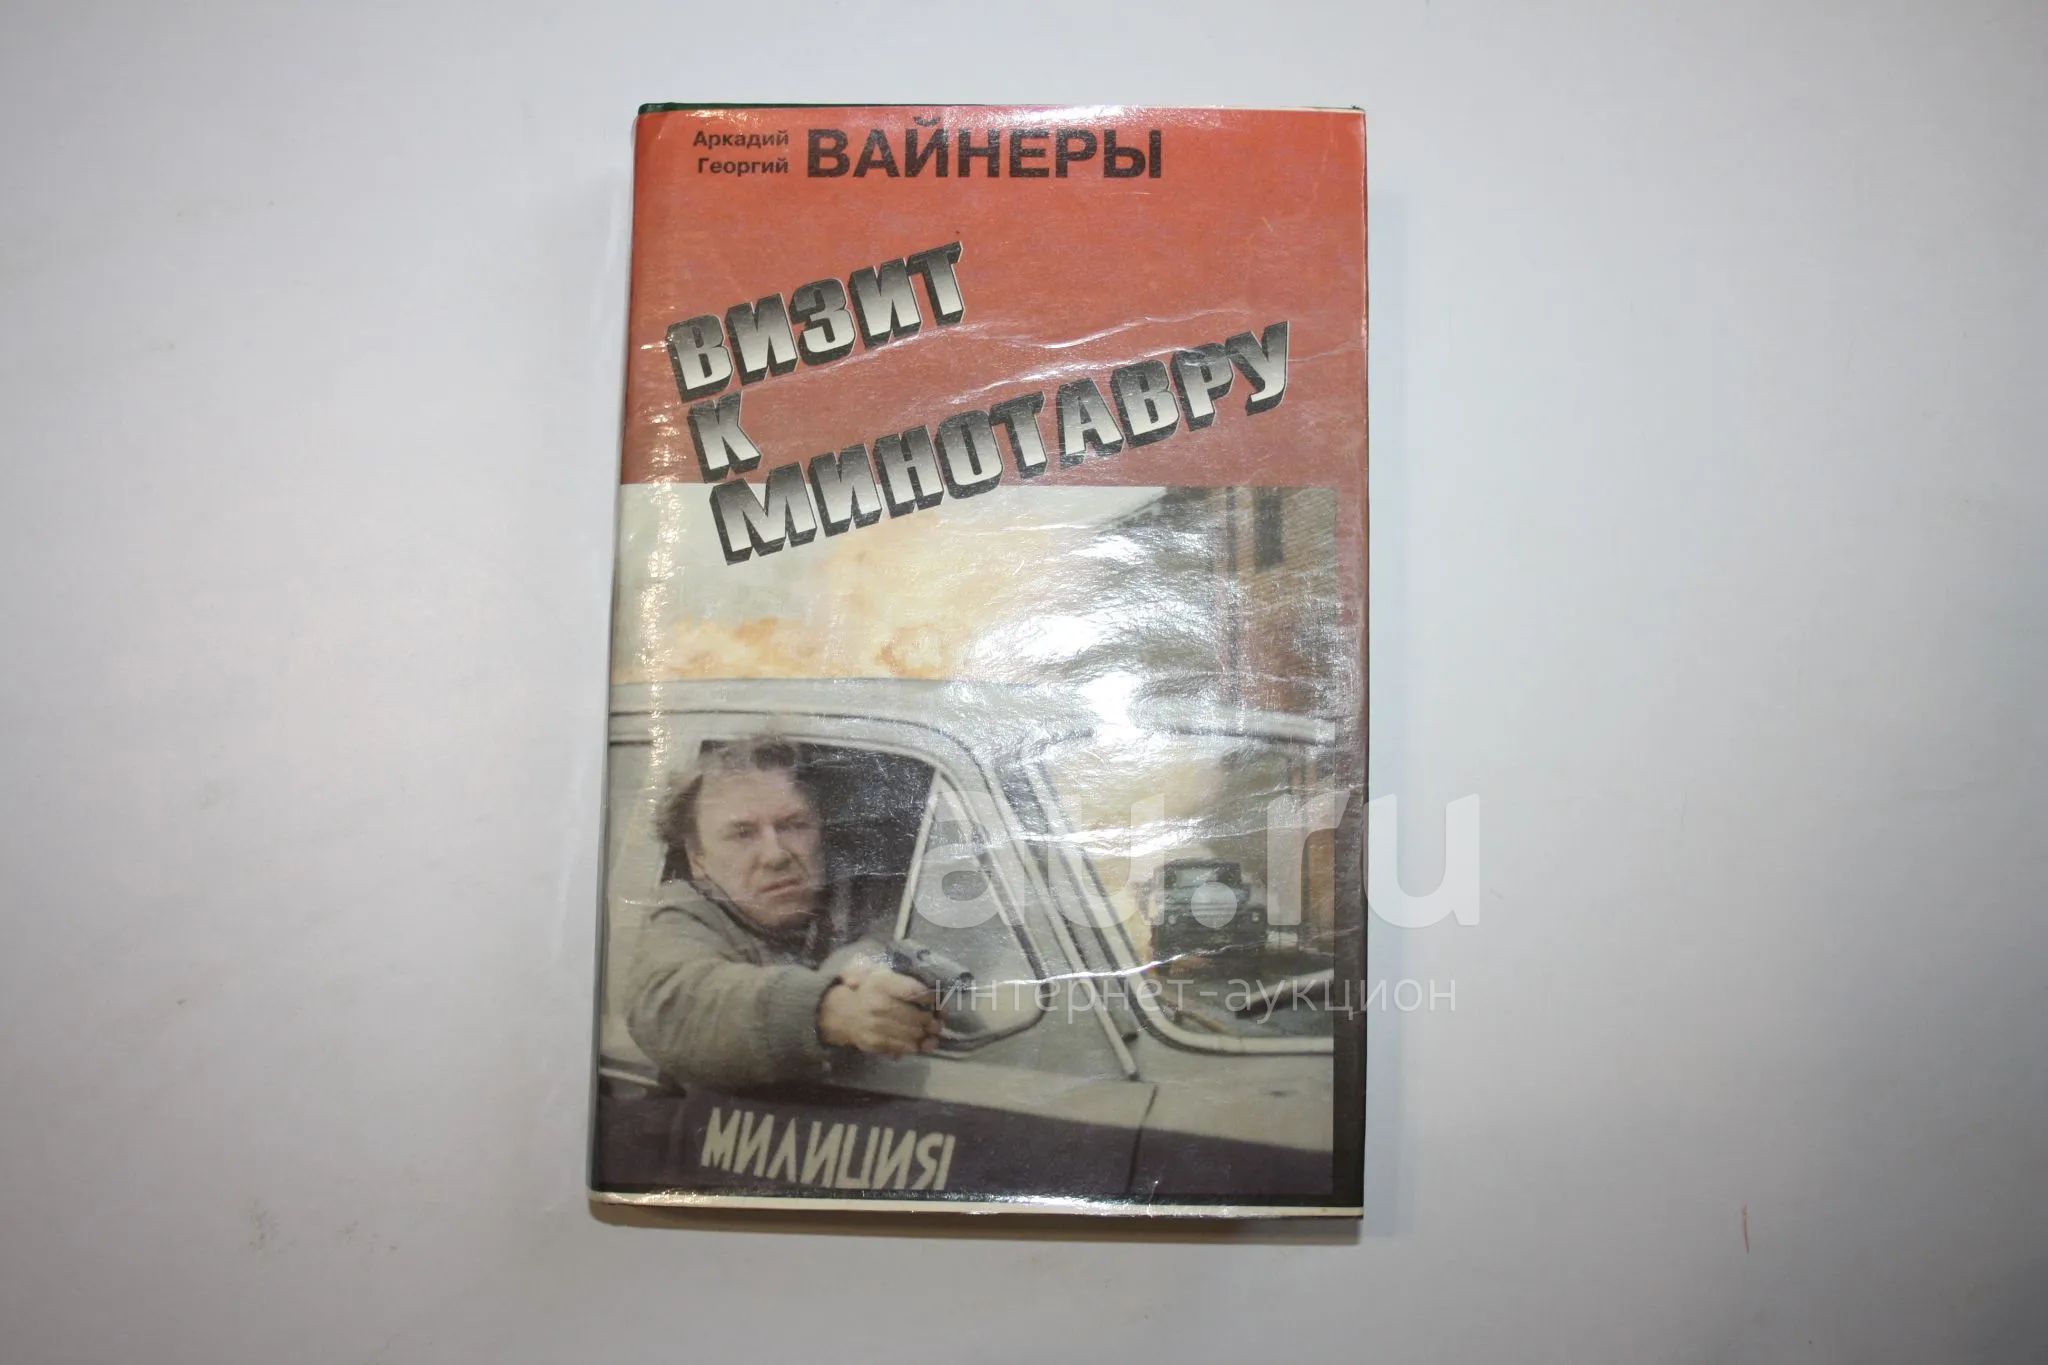 Аркадий
Георгий
ВАЙНЕРЫ
ВИЗИТ
К
МИНОТАВРУ
au.ru
интернет-аукцион
МИЛИЦИЯ